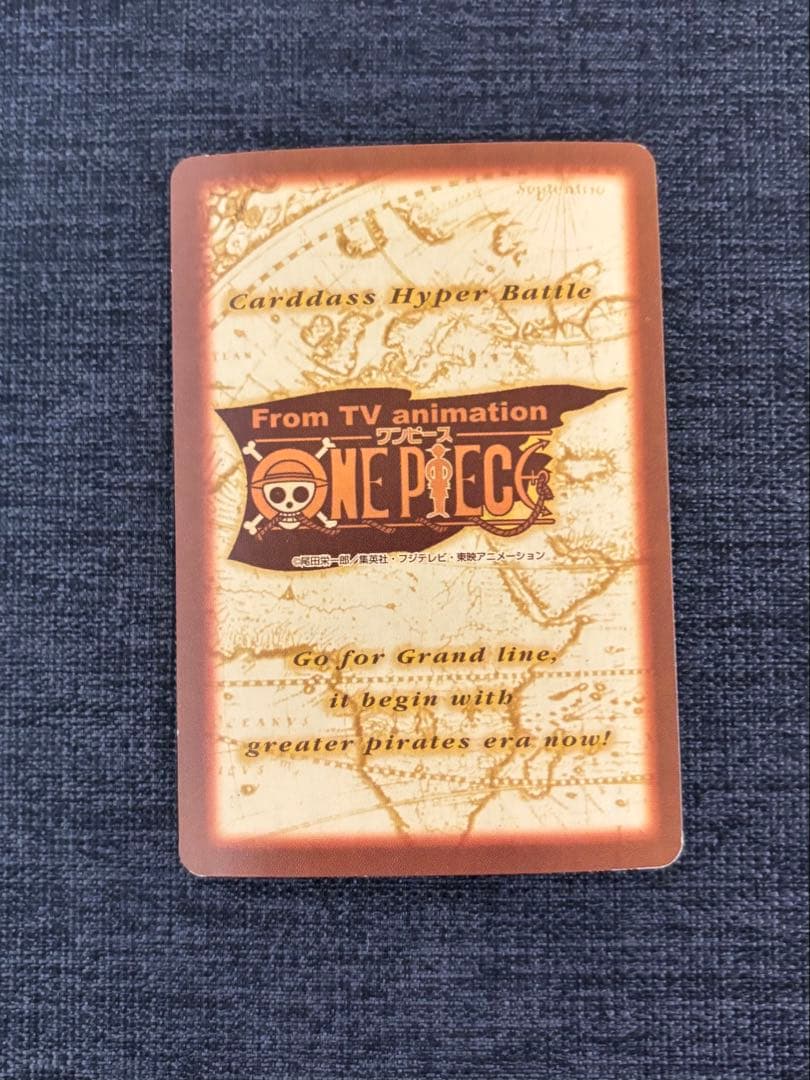 Septentrio
Carddass Hyper Battle
From TV animation
ワンピース
ONE PIECE
©尾田栄一郎／集英社・フジテレビ・東映アニメーション
Go for Grand line,
it begin with
greater pirates era now!